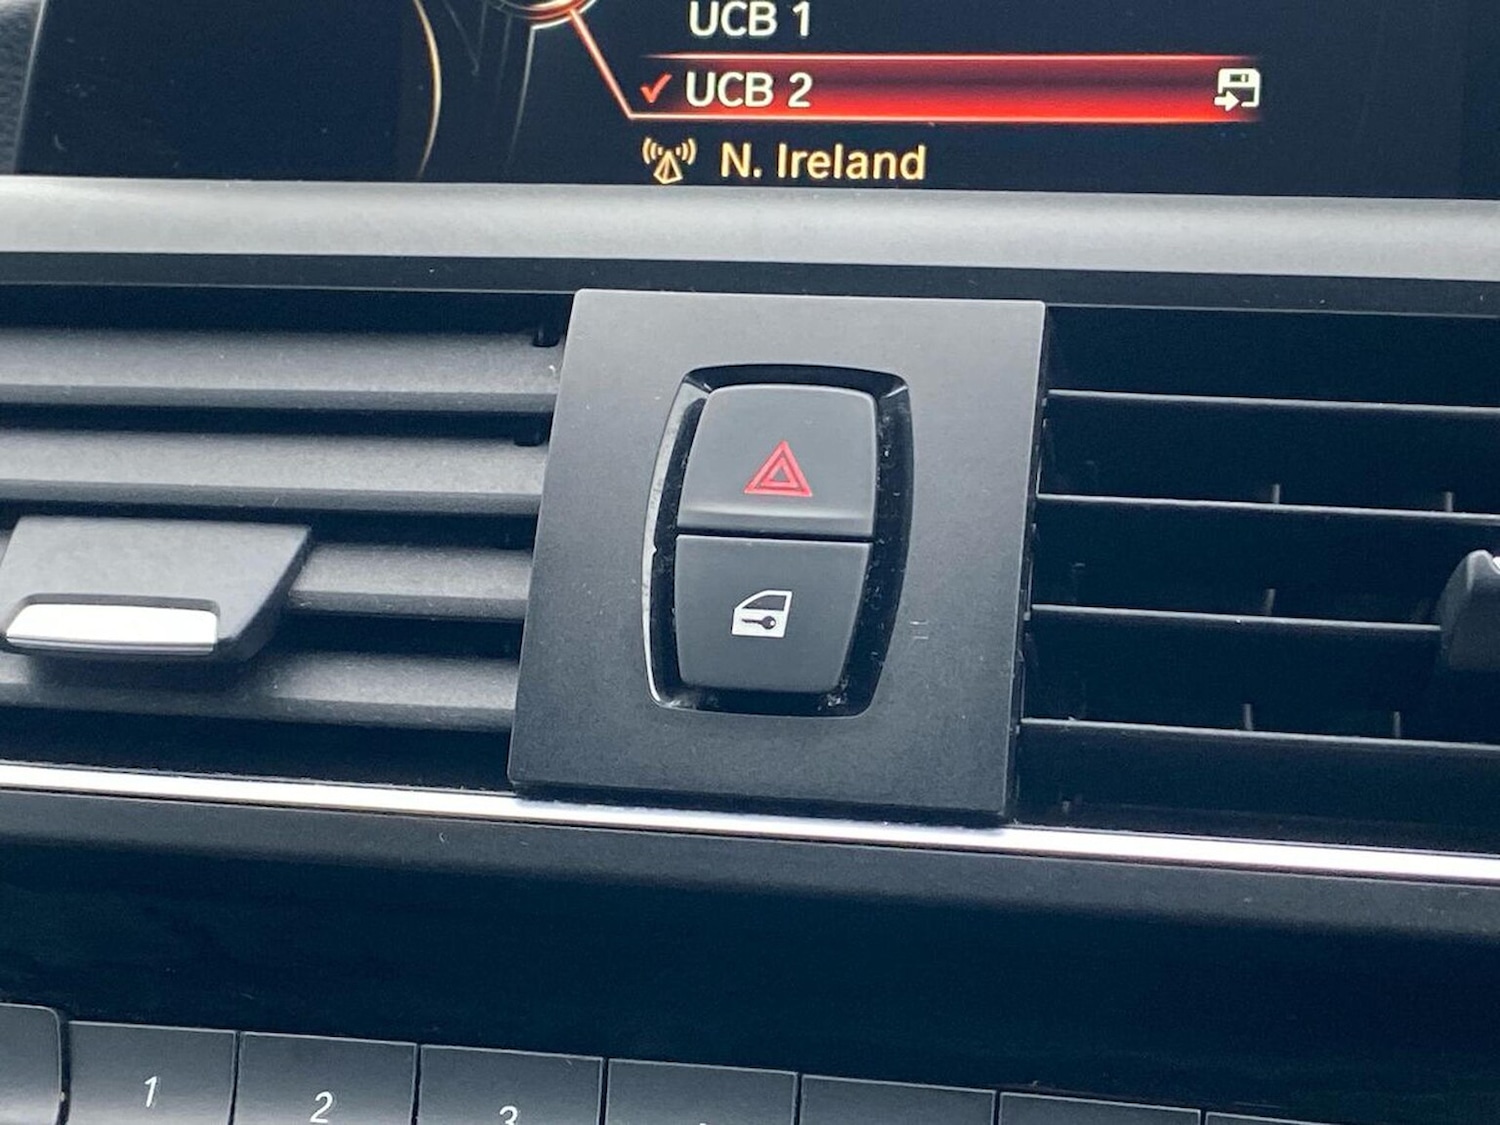 UCB 1
UCB 2
N. Ireland
1
2
3